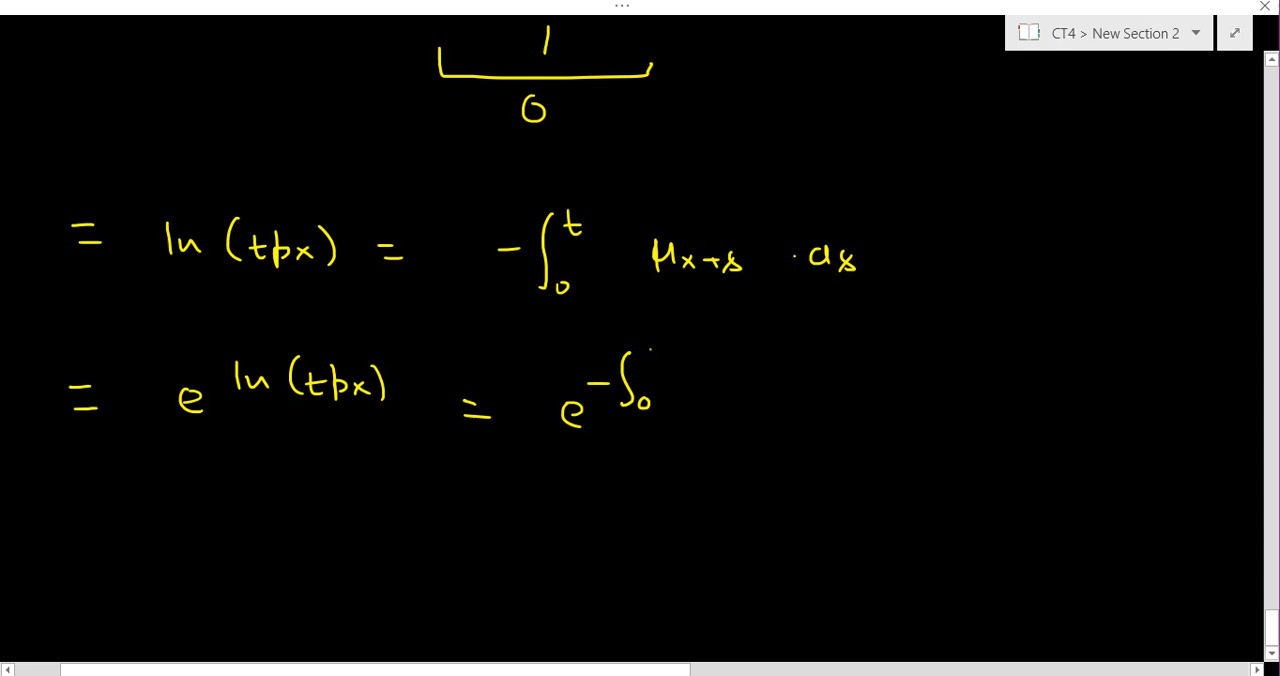 CT4 > New Section 2
1
0
= ln (tpx) = - ∫₀ᵗ μx+s . ds
= e^ln (tpx) = e^-∫₀